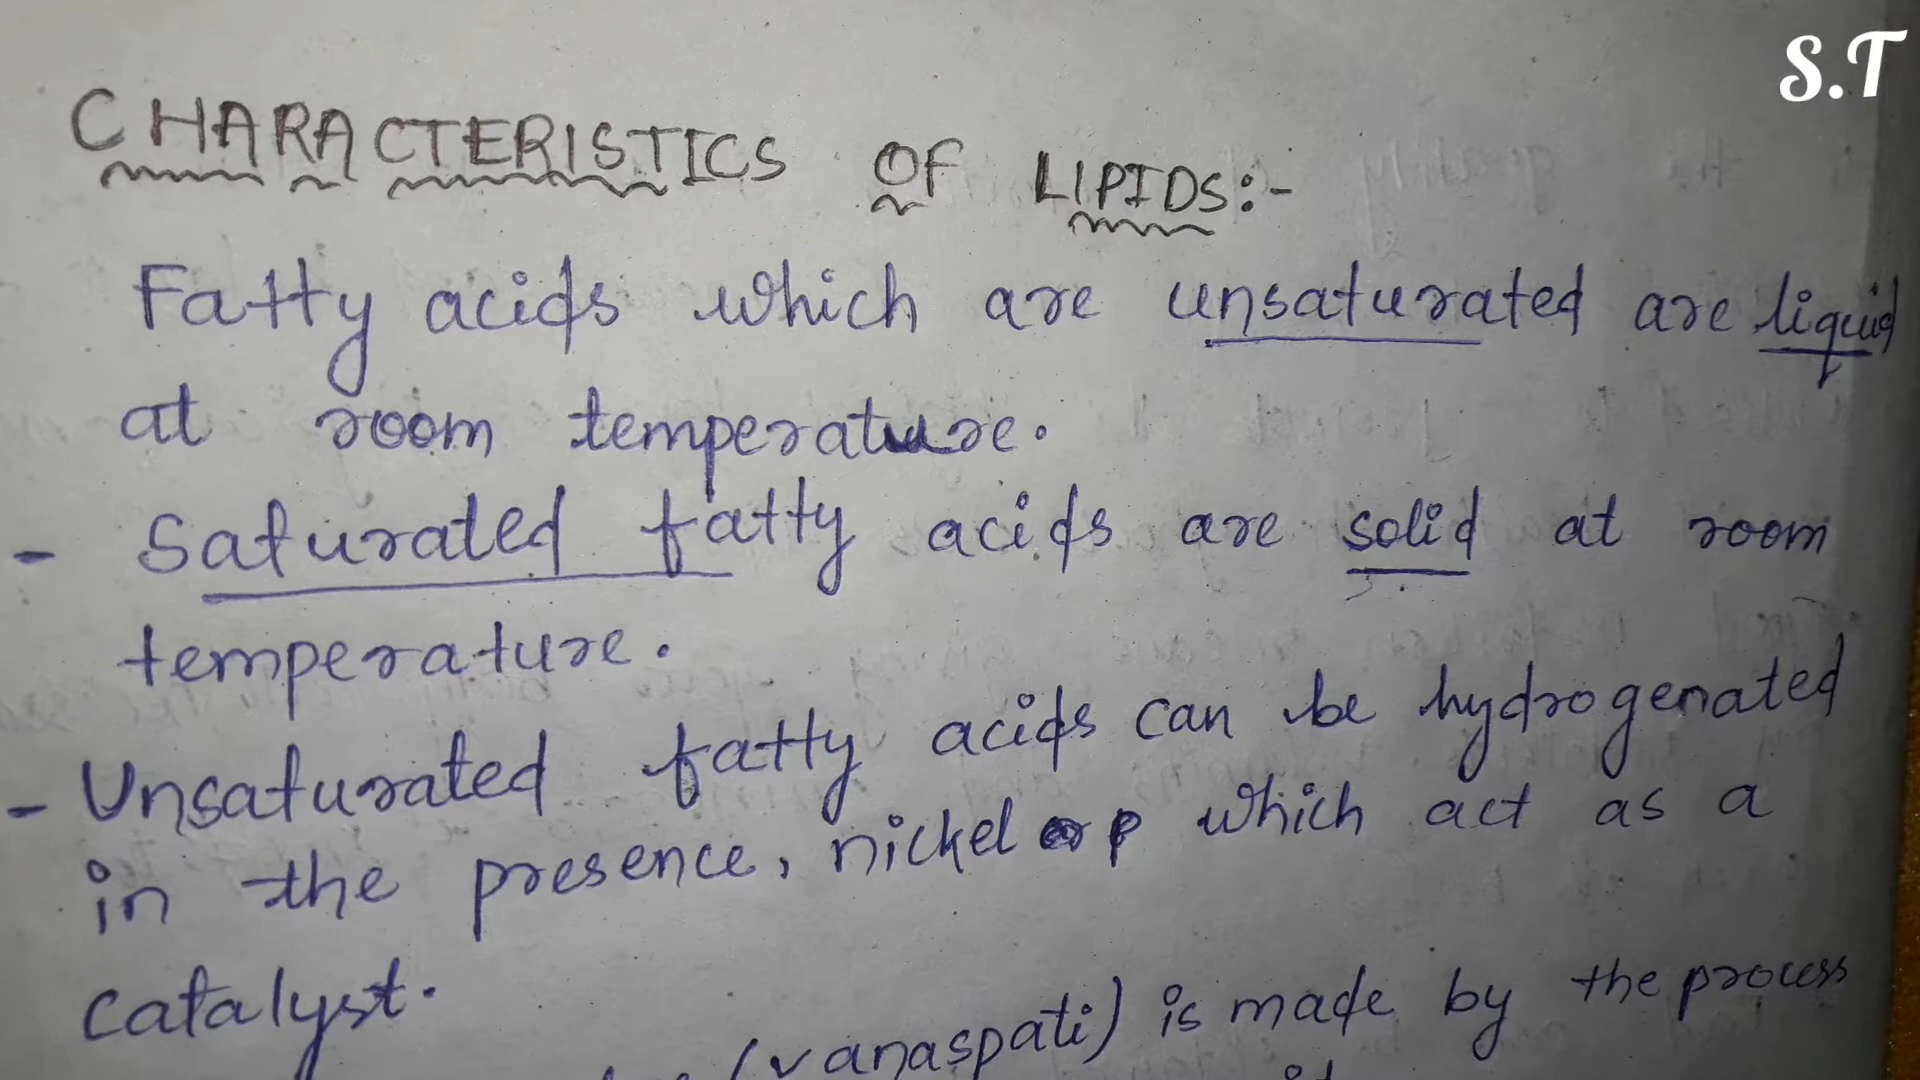 S.T
CHARACTERISTICS OF LIPIDS:-
Fatty acids which are unsaturated are liquid
at room temperature.
- Saturated fatty acids are solid at room
temperature.
- Unsaturated fatty acids can be hydrogenated
in the presence, nickel which act as a
catalyst.
(vanaspati) is made by the process